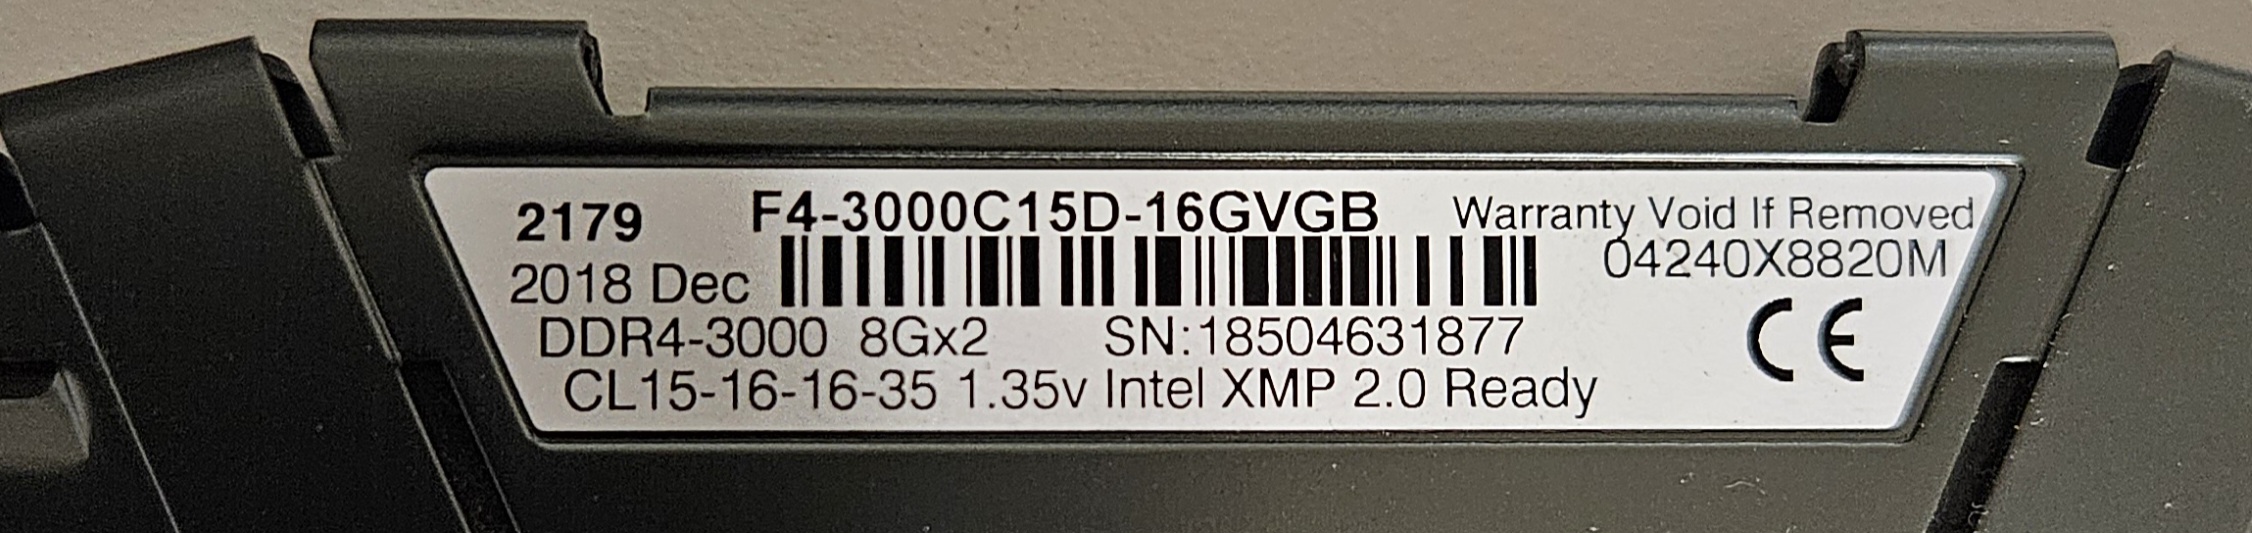 2179 F4-3000C15D-16GVGB Warranty Void If Removed
04240X8820M
2018 Dec
DDR4-3000 8Gx2 SN:18504631877
CL15-16-16-35 1.35v Intel XMP 2.0 Ready
CE